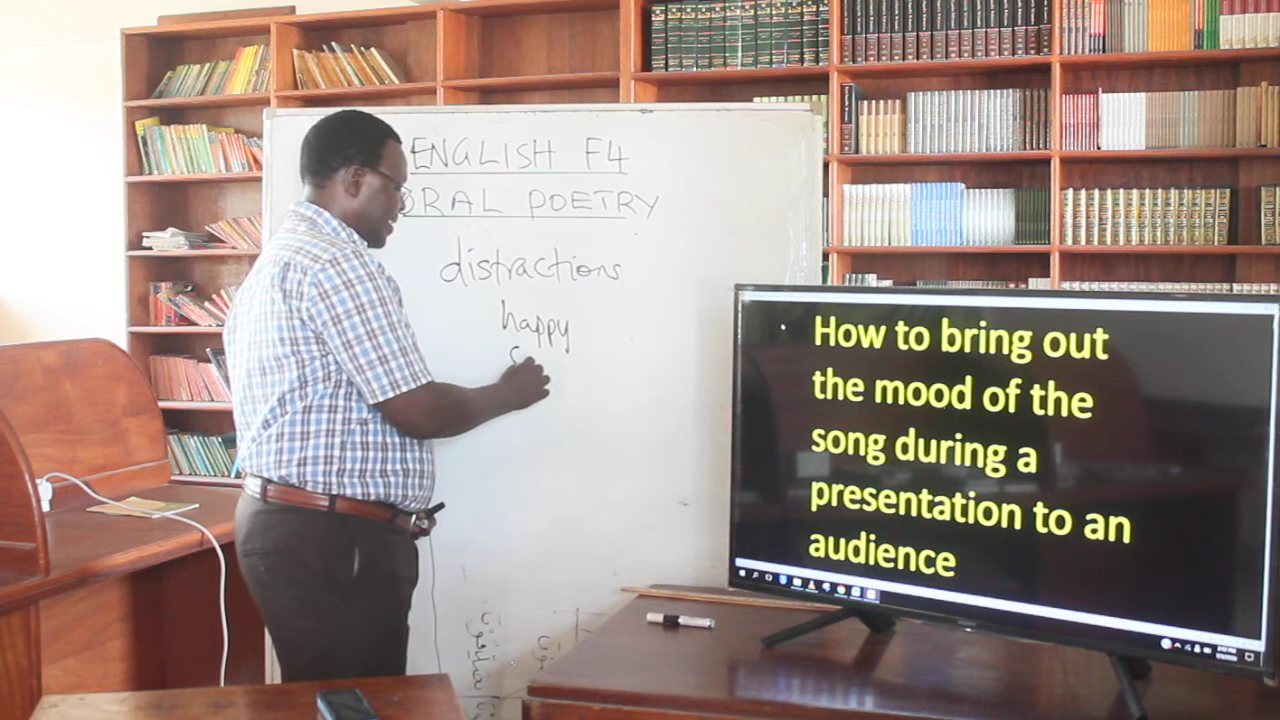 ENGLISH F4
ORAL POETRY
distractions
happy
How to bring out
the mood of the
song during a
presentation to an
audience